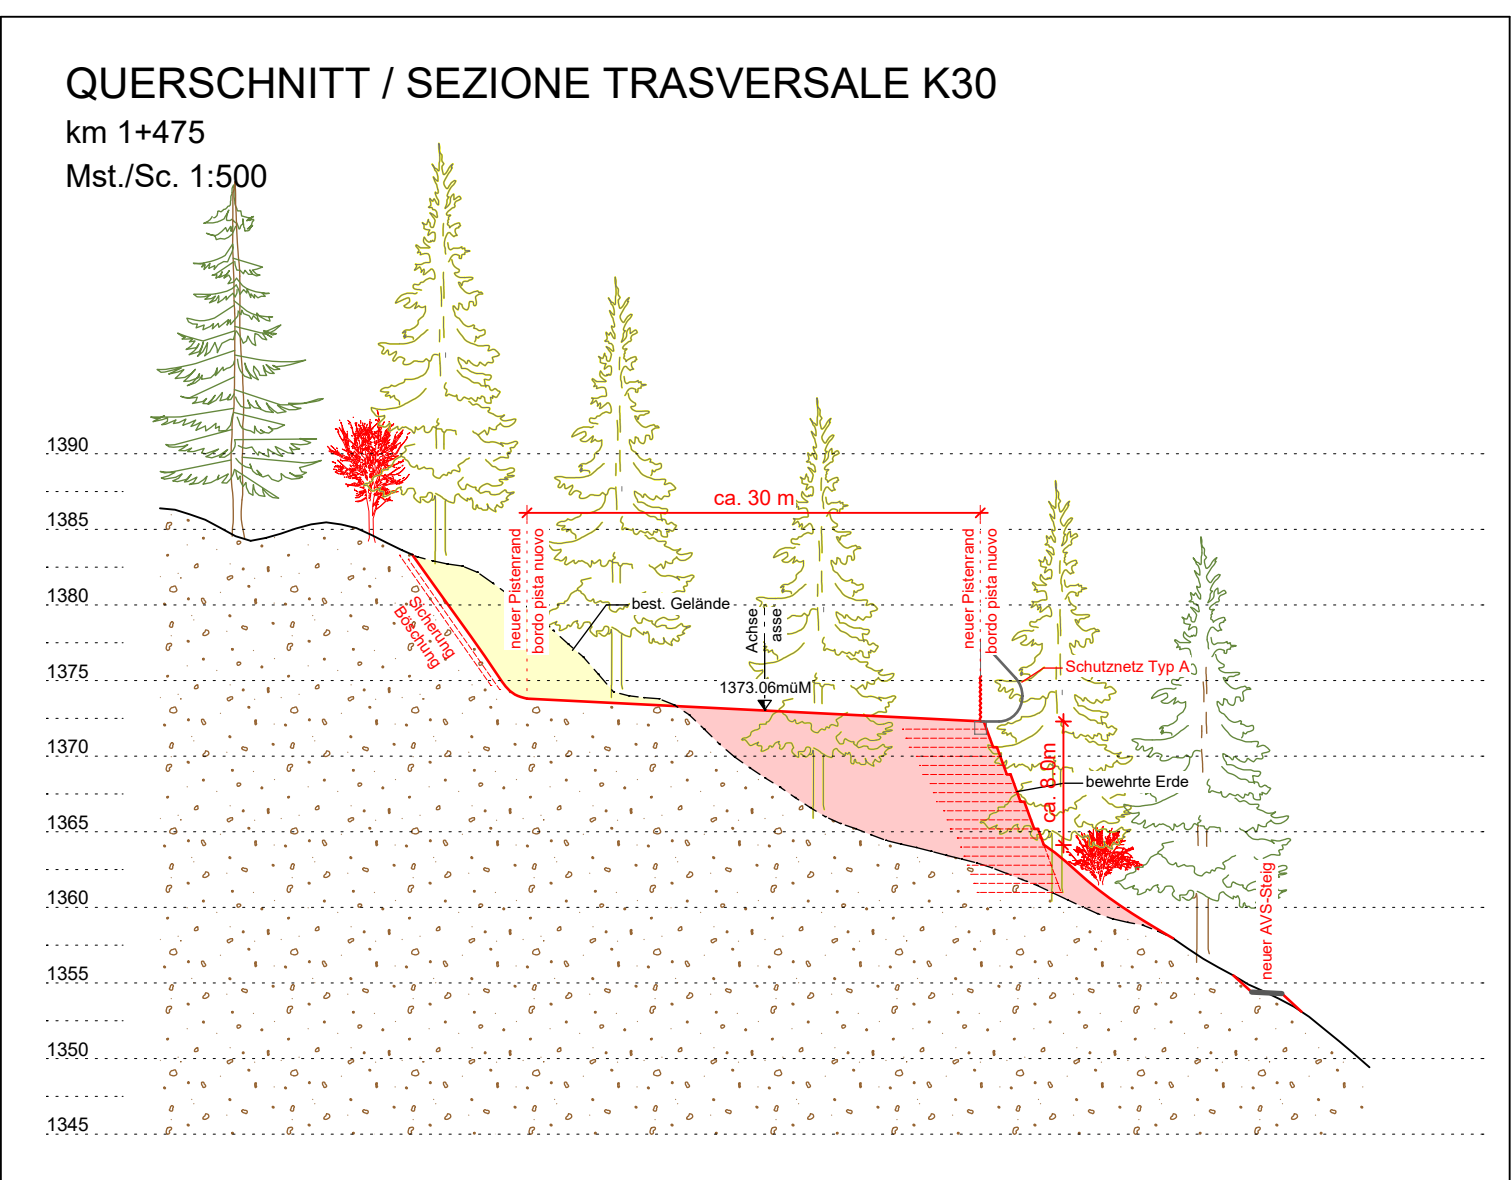 QUERSCHNITT / SEZIONE TRASVERSALE K30
km 1+475
Mst./Sc. 1:500
1390
1385
1380
1375
1370
1365
1360
1355
1350
1345
ca. 30 m
neuer Pistenrand
bordo pista nuovo
neuer Pistenrand
bordo pista nuovo
Sicherung
Böschung
best. Gelände
Achse
asse
1373.06müM
Schutznetz Typ A
ca. 8.0m
bewehrte Erde
neuer AVS-Steig